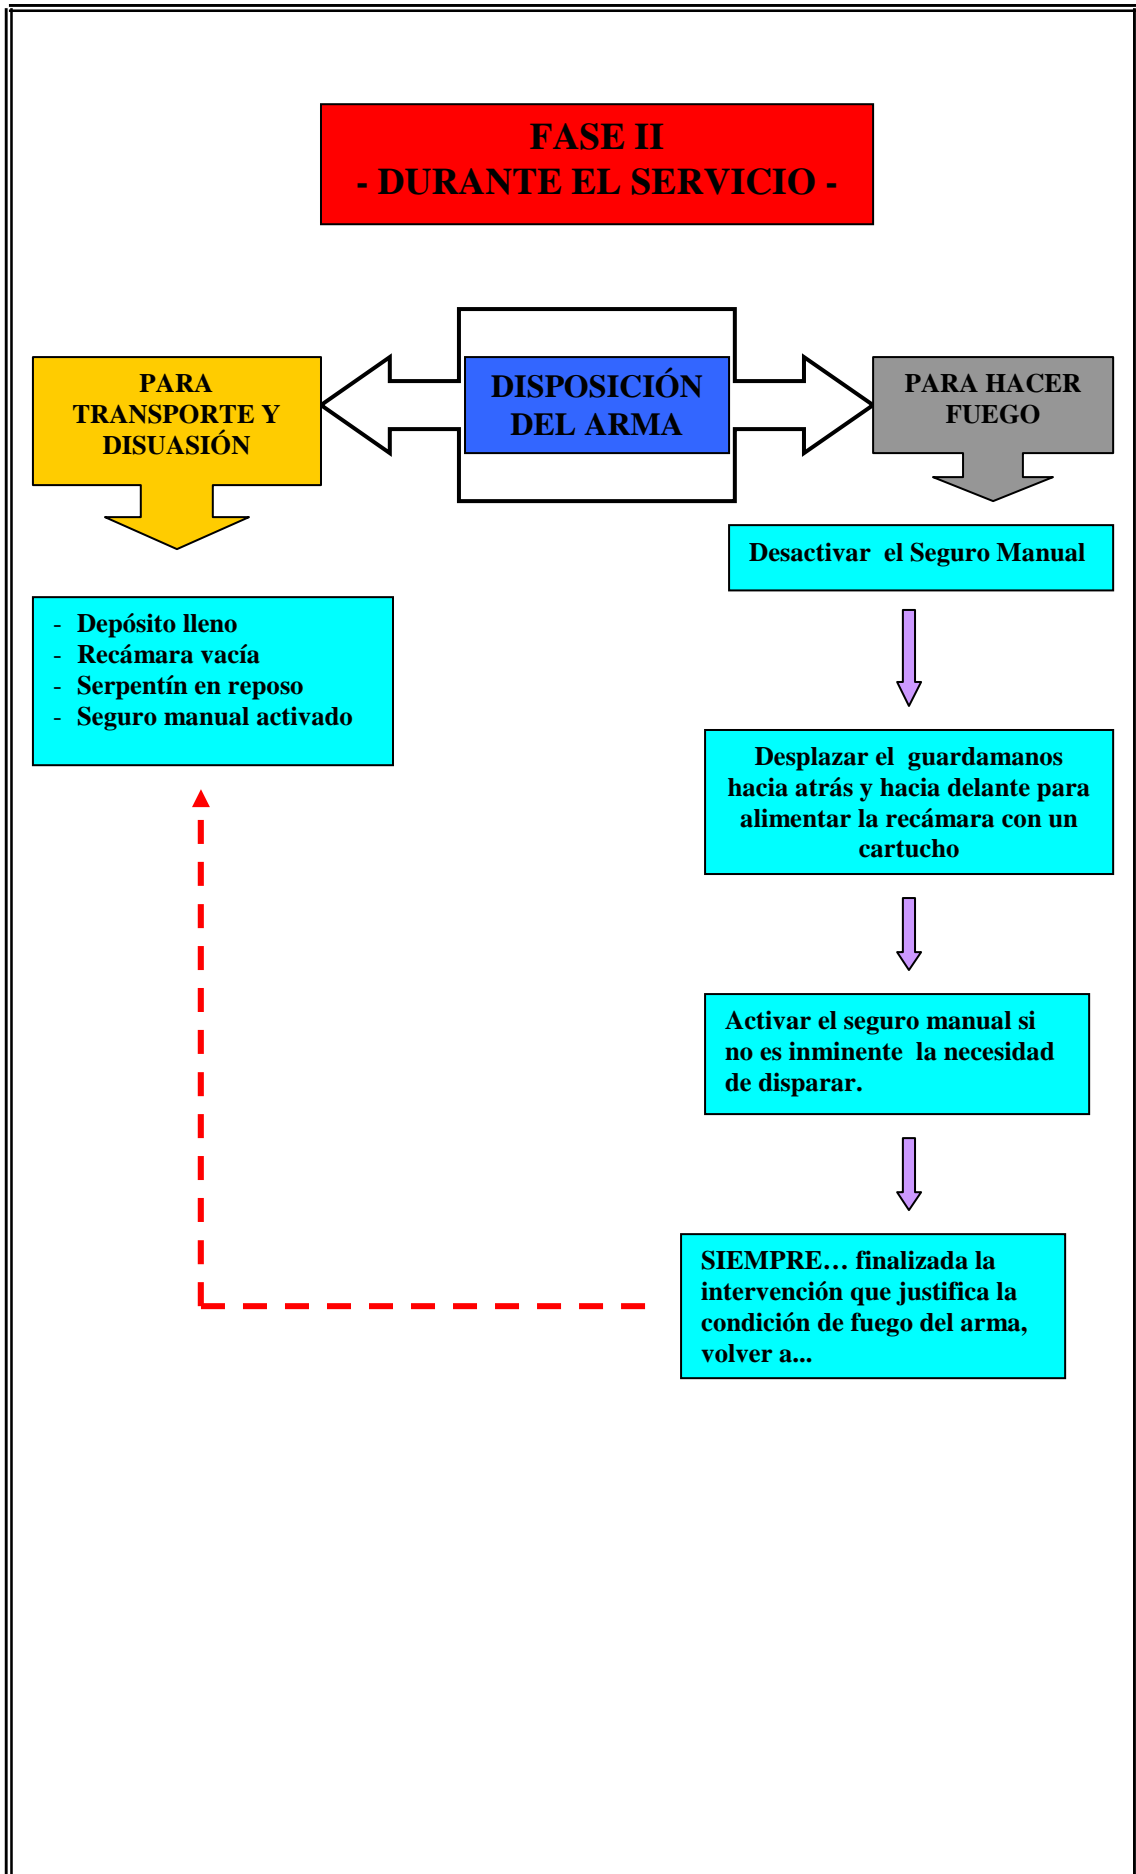 FASE II
- DURANTE EL SERVICIO -
PARA
TRANSPORTE Y
DISUASIÓN
DISPOSICIÓN
DEL ARMA
PARA HACER
FUEGO
- Depósito lleno
- Recámara vacía
- Serpentín en reposo
- Seguro manual activado
Desactivar  el Seguro Manual
Desplazar el  guardamanos
hacia atrás y hacia delante para
alimentar la recámara con un
cartucho
Activar el seguro manual si
no es inminente  la necesidad
de disparar.
SIEMPRE… finalizada la
intervención que justifica la
condición de fuego del arma,
volver a...